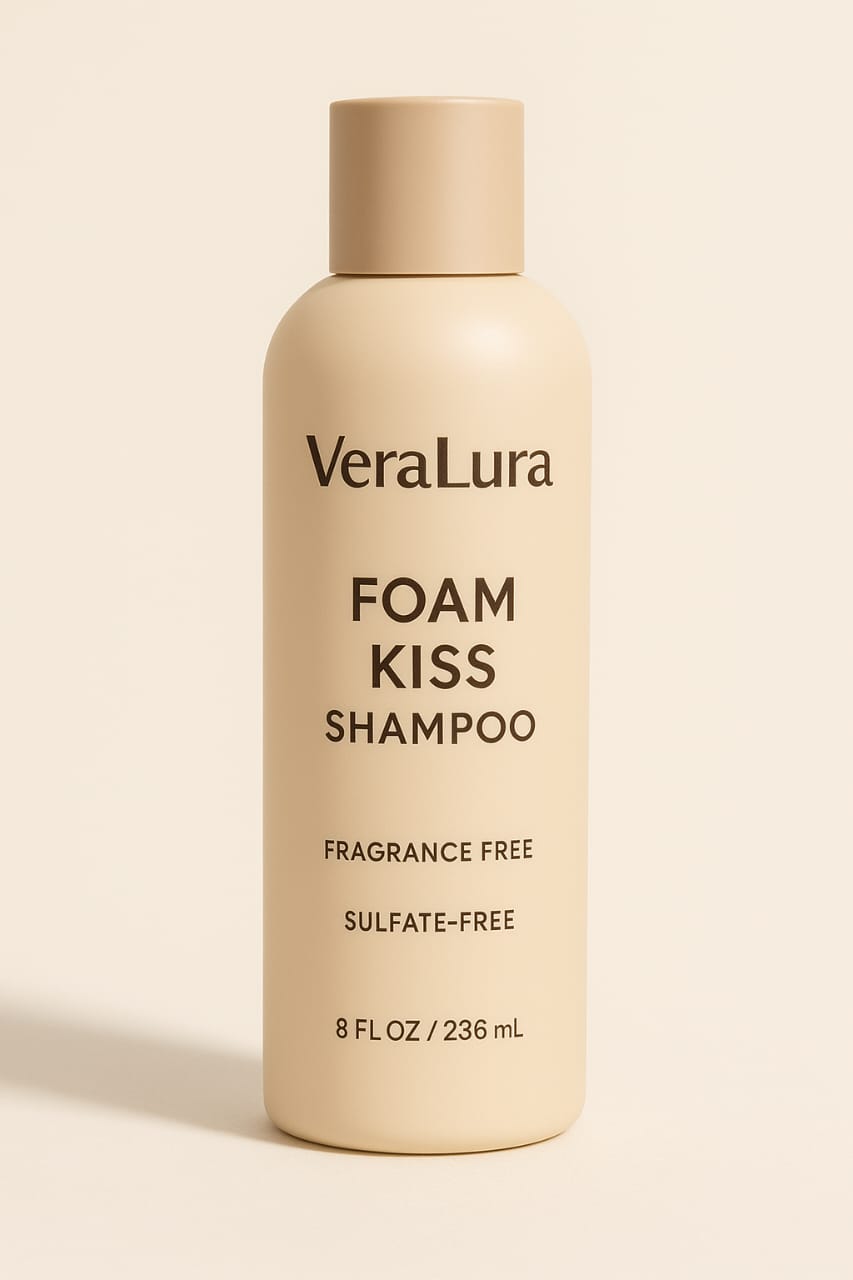 VeraLura
FOAM
KISS
SHAMPOO
FRAGRANCE FREE
SULFATE-FREE
8 FL OZ / 236 mL